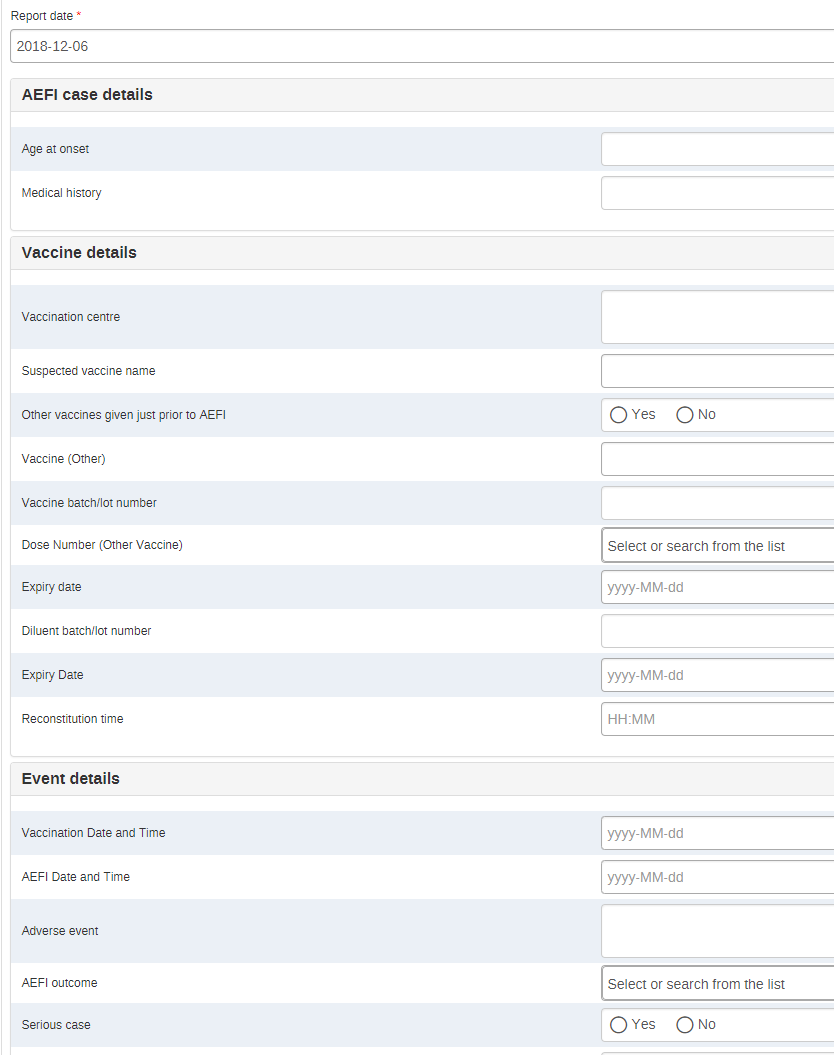 Report date *
2018-12-06
AEFI case details
Age at onset
Medical history
Vaccine details
Vaccination centre
Suspected vaccine name
Other vaccines given just prior to AEFI Yes No
Vaccine (Other)
Vaccine batch/lot number
Dose Number (Other Vaccine) Select or search from the list
Expiry date yyyy-MM-dd
Diluent batch/lot number
Expiry Date yyyy-MM-dd
Reconstitution time HH:MM
Event details
Vaccination Date and Time yyyy-MM-dd
AEFI Date and Time yyyy-MM-dd
Adverse event
AEFI outcome Select or search from the list
Serious case Yes No